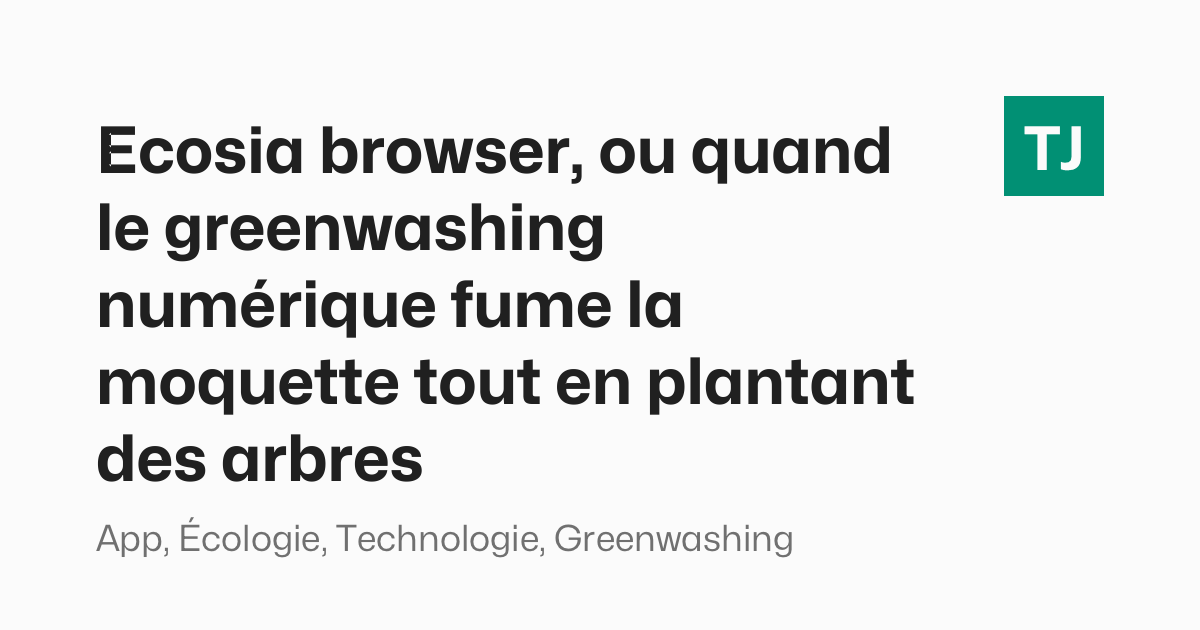 Ecosia browser, ou quand
TJ
le greenwashing
numérique fume la
moquette tout en plantant
des arbres
App, Écologie, Technologie, Greenwashing